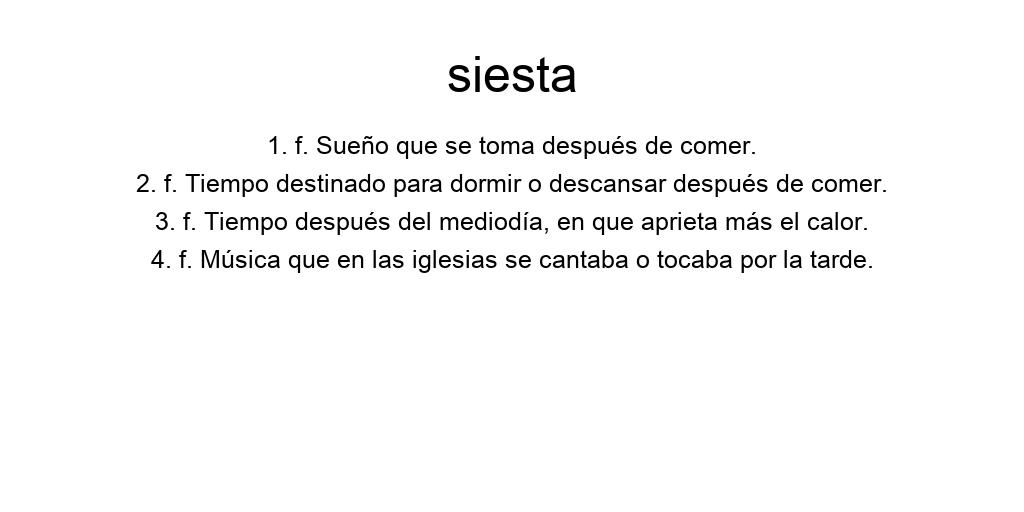 siesta
1. f. Sueño que se toma después de comer.
2. f. Tiempo destinado para dormir o descansar después de comer.
3. f. Tiempo después del mediodía, en que aprieta más el calor.
4. f. Música que en las iglesias se cantaba o tocaba por la tarde.